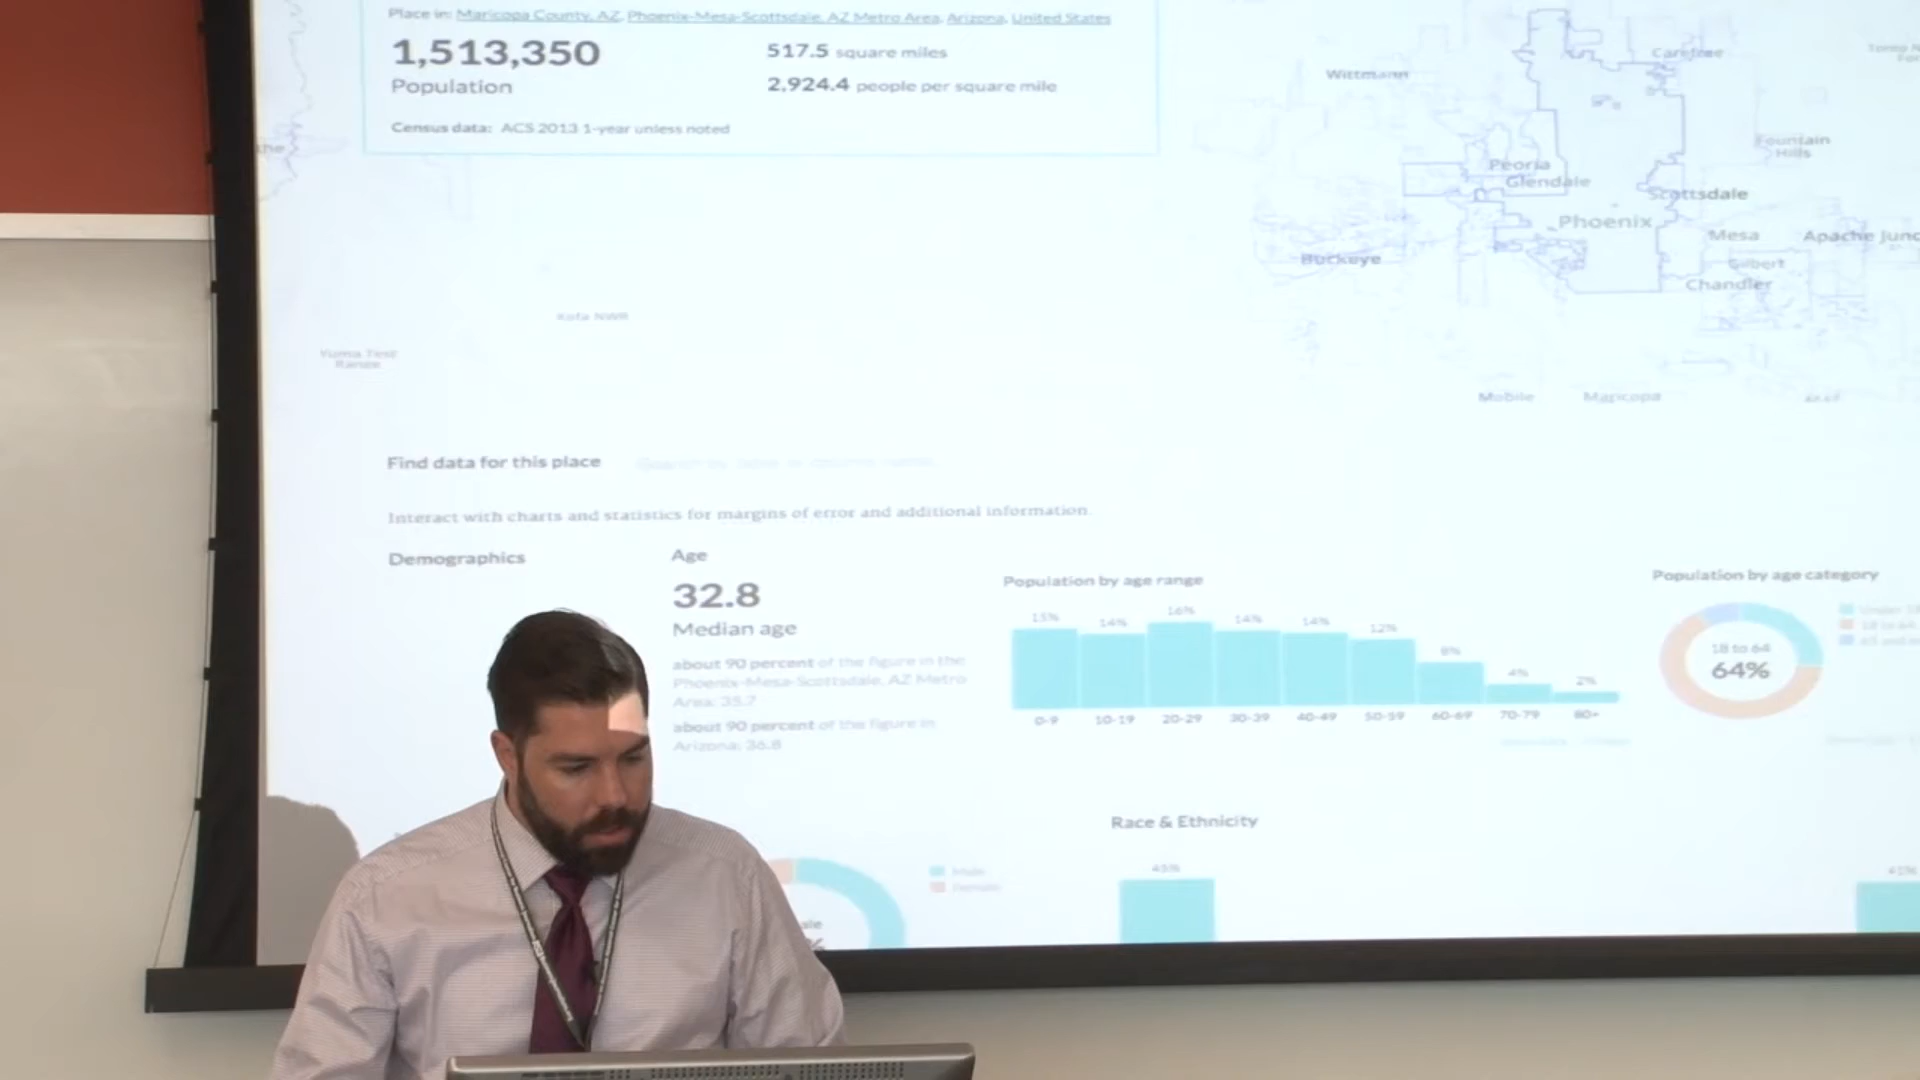 Place in: Maricopa County, AZ, Phoenix-Mesa-Scottsdale, AZ Metro Area, Arizona, United States
1,513,350
Population
517.5 square miles
2,924.4 people per square mile
Census data: ACS 2013 1-year unless noted
Wittmann
Carefree
Fountain
Hills
Peoria
Glendale
Scottsdale
Phoenix
Mesa
Apache Junc
Buckeye
Gilbert
Chandler
Kofa NWR
Yuma Test
Range
Mobile
Maricopa
Find data for this place
Interact with charts and statistics for margins of error and additional information.
Demographics
Age
32.8
Median age
about 90 percent of the figure in the
Phoenix-Mesa-Scottsdale, AZ Metro
Area: 35.7
about 90 percent of the figure in
Arizona: 36.8
Population by age range
15% 14% 16% 14% 14% 12% 8% 4% 2%
0-9 10-19 20-29 30-39 40-49 50-59 60-69 70-79 80+
Population by age category
18 to 64
64%
Under
18 to 64
Male
Female
Race & Ethnicity
45%
41%